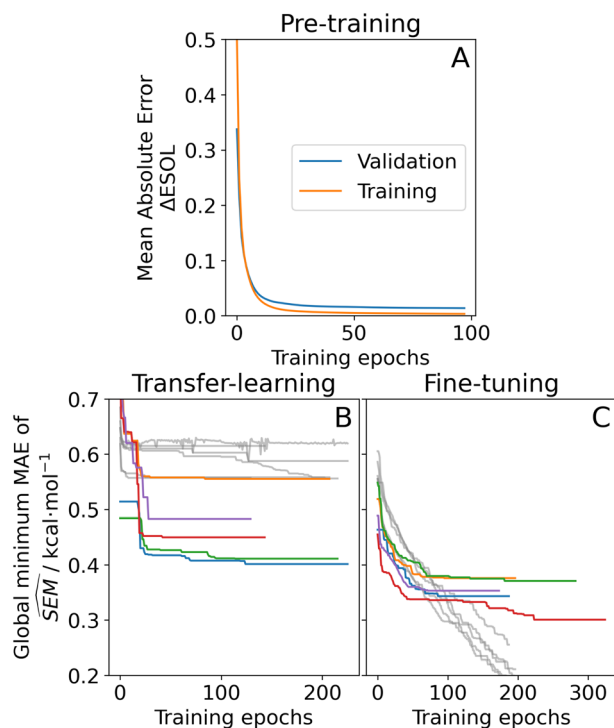 Pre-training
A
0.5
0.4
0.3
0.2
0.1
0.0
Mean Absolute Error
ΔESOL
Validation
Training
0
50
100
Training epochs
Transfer-learning
Fine-tuning
B
C
0.7
0.6
0.5
0.4
0.3
0.2
Global minimum MAE of
\widehat{SEM} / kcal·mol⁻¹
0
100
200
0
100
200
300
Training epochs
Training epochs